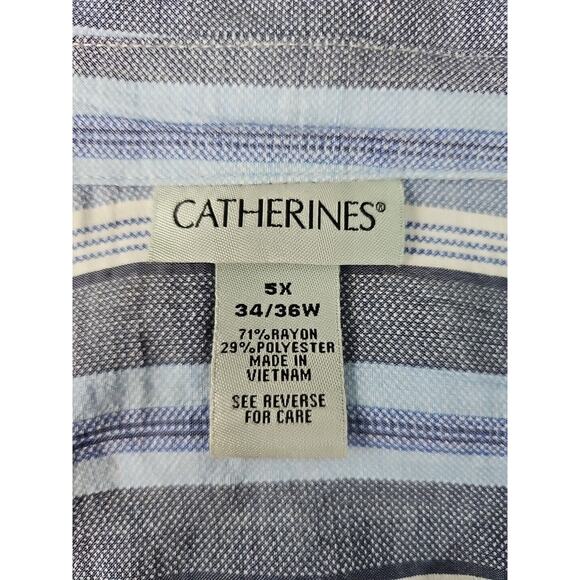 CATHERINES®
5X
34/36W
71%RAYON
29%POLYESTER
MADE IN
VIETNAM
SEE REVERSE
FOR CARE